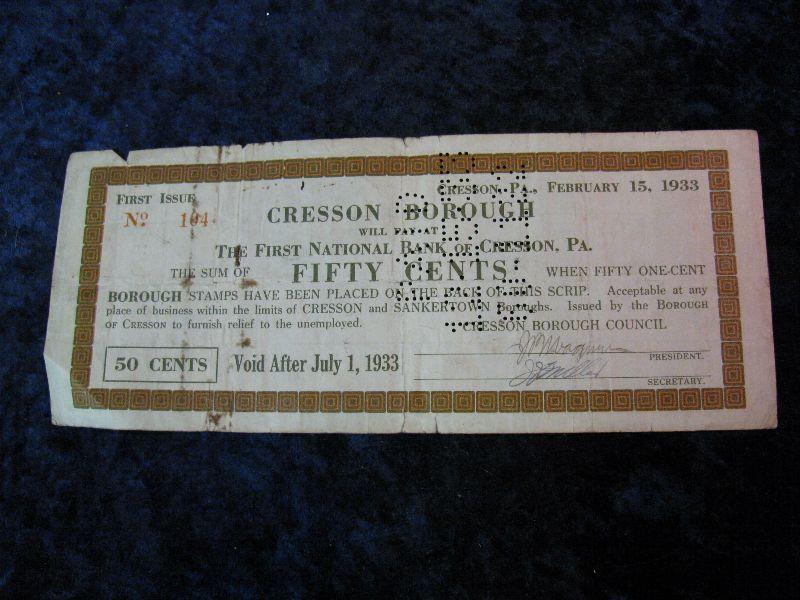 FIRST ISSUE
CRESSON, PA., FEBRUARY 15, 1933
Nº 104
CRESSON BOROUGH
WILL PAY AT
THE FIRST NATIONAL BANK OF CRESSON, PA.
THE SUM OF FIFTY CENTS WHEN FIFTY ONE-CENT
BOROUGH STAMPS HAVE BEEN PLACED ON THE BACK OF THIS SCRIP. Acceptable at any
place of business within the limits of CRESSON and SANKERTOWN Boroughs. Issued by the BOROUGH
OF CRESSON to furnish relief to the unemployed. CRESSON BOROUGH COUNCIL
50 CENTS Void After July 1, 1933
PRESIDENT.
SECRETARY.